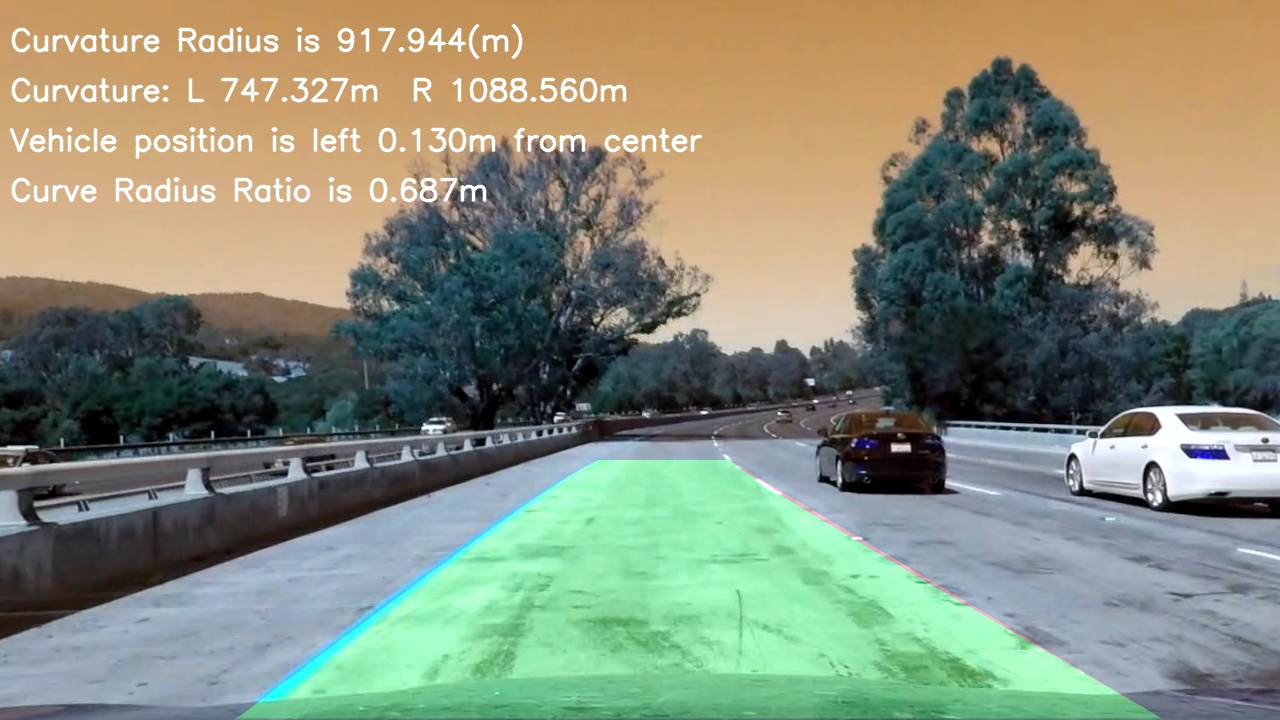 Curvature Radius is 917.944(m)
Curvature: L 747.327m R 1088.560m
Vehicle position is left 0.130m from center
Curve Radius Ratio is 0.687m